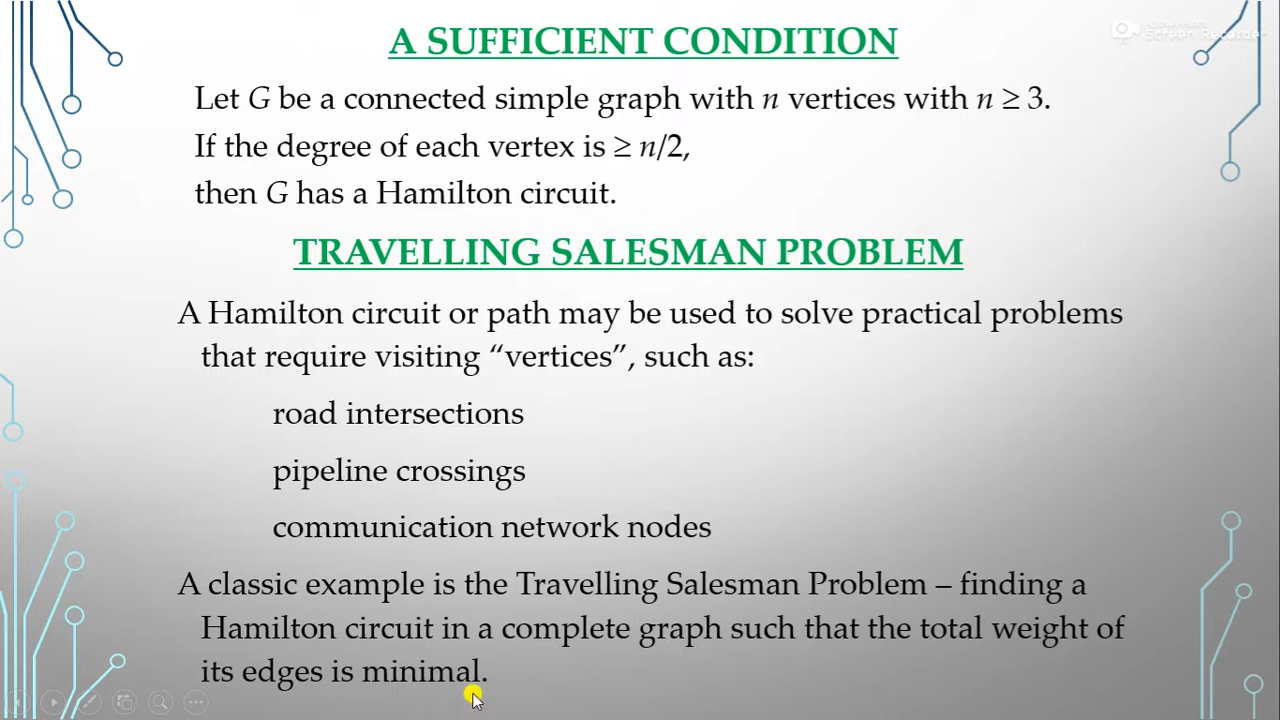 A SUFFICIENT CONDITION
Let G be a connected simple graph with n vertices with n ≥ 3.
If the degree of each vertex is ≥ n/2,
then G has a Hamilton circuit.
TRAVELLING SALESMAN PROBLEM
A Hamilton circuit or path may be used to solve practical problems
that require visiting “vertices”, such as:
road intersections
pipeline crossings
communication network nodes
A classic example is the Travelling Salesman Problem – finding a
Hamilton circuit in a complete graph such that the total weight of
its edges is minimal.
Screen Recorder